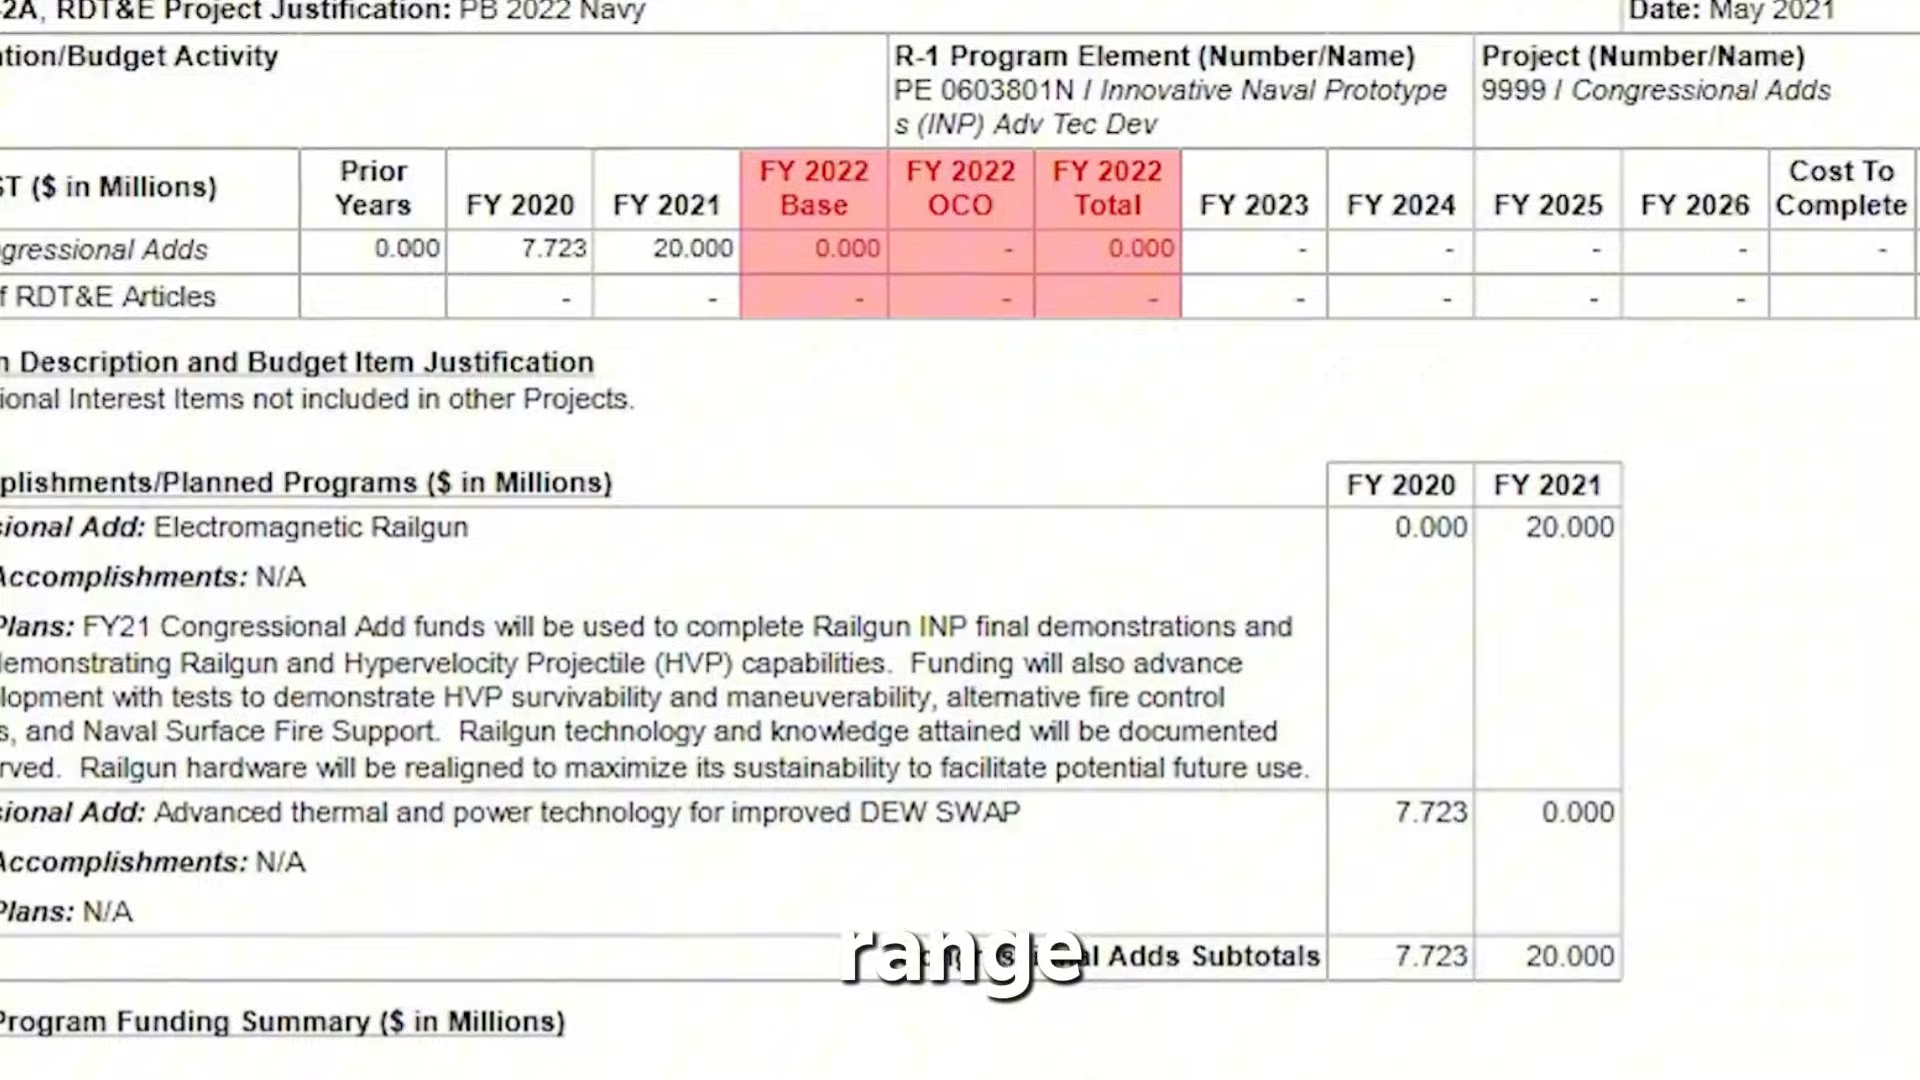 -2A, RDT&E Project Justification: PB 2022 Navy
Date: May 2021
ation/Budget Activity
R-1 Program Element (Number/Name)
PE 0603801N / Innovative Naval Prototype
s (INP) Adv Tec Dev
Project (Number/Name)
9999 / Congressional Adds
ST ($ in Millions)
Prior
Years
FY 2020
FY 2021
FY 2022
Base
FY 2022
OCO
FY 2022
Total
FY 2023
FY 2024
FY 2025
FY 2026
Cost To
Complete
gressional Adds 0.000 7.723 20.000 0.000 - 0.000 - - - - -
f RDT&E Articles - - - - - - - - -
n Description and Budget Item Justification
ional Interest Items not included in other Projects.
plishments/Planned Programs ($ in Millions) FY 2020 FY 2021
sional Add: Electromagnetic Railgun 0.000 20.000
Accomplishments: N/A
Plans: FY21 Congressional Add funds will be used to complete Railgun INP final demonstrations and
demonstrating Railgun and Hypervelocity Projectile (HVP) capabilities. Funding will also advance
lopment with tests to demonstrate HVP survivability and maneuverability, alternative fire control
s, and Naval Surface Fire Support. Railgun technology and knowledge attained will be documented
rved. Railgun hardware will be realigned to maximize its sustainability to facilitate potential future use.
sional Add: Advanced thermal and power technology for improved DEW SWAP 7.723 0.000
Accomplishments: N/A
Plans: N/A
range
Congressional Adds Subtotals 7.723 20.000
Program Funding Summary ($ in Millions)